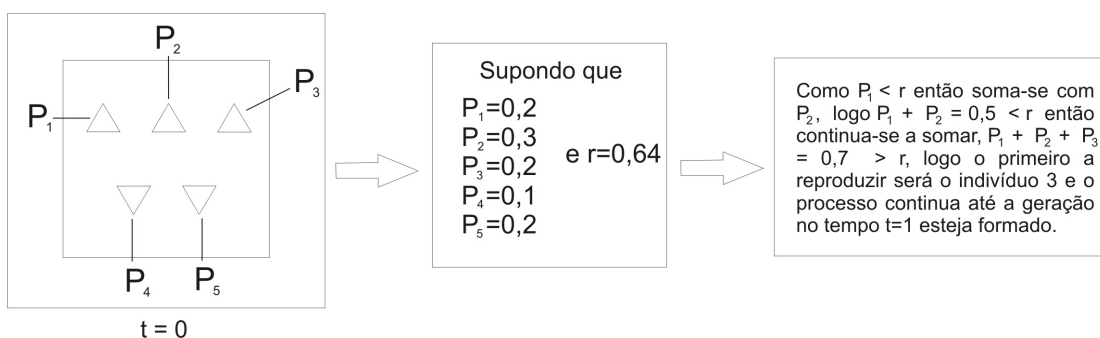 P₂
P₃
P₁
P₄ P₅
t = 0
Supondo que
P₁=0,2
P₂=0,3
P₃=0,2
P₄=0,1
P₅=0,2
e r=0,64
Como P₁ < r então soma-se com
P₂, logo P₁ + P₂ = 0,5 < r então
continua-se a somar, P₁ + P₂ + P₃
= 0,7 > r, logo o primeiro a
reproduzir será o indivíduo 3 e o
processo continua até a geração
no tempo t=1 esteja formado.